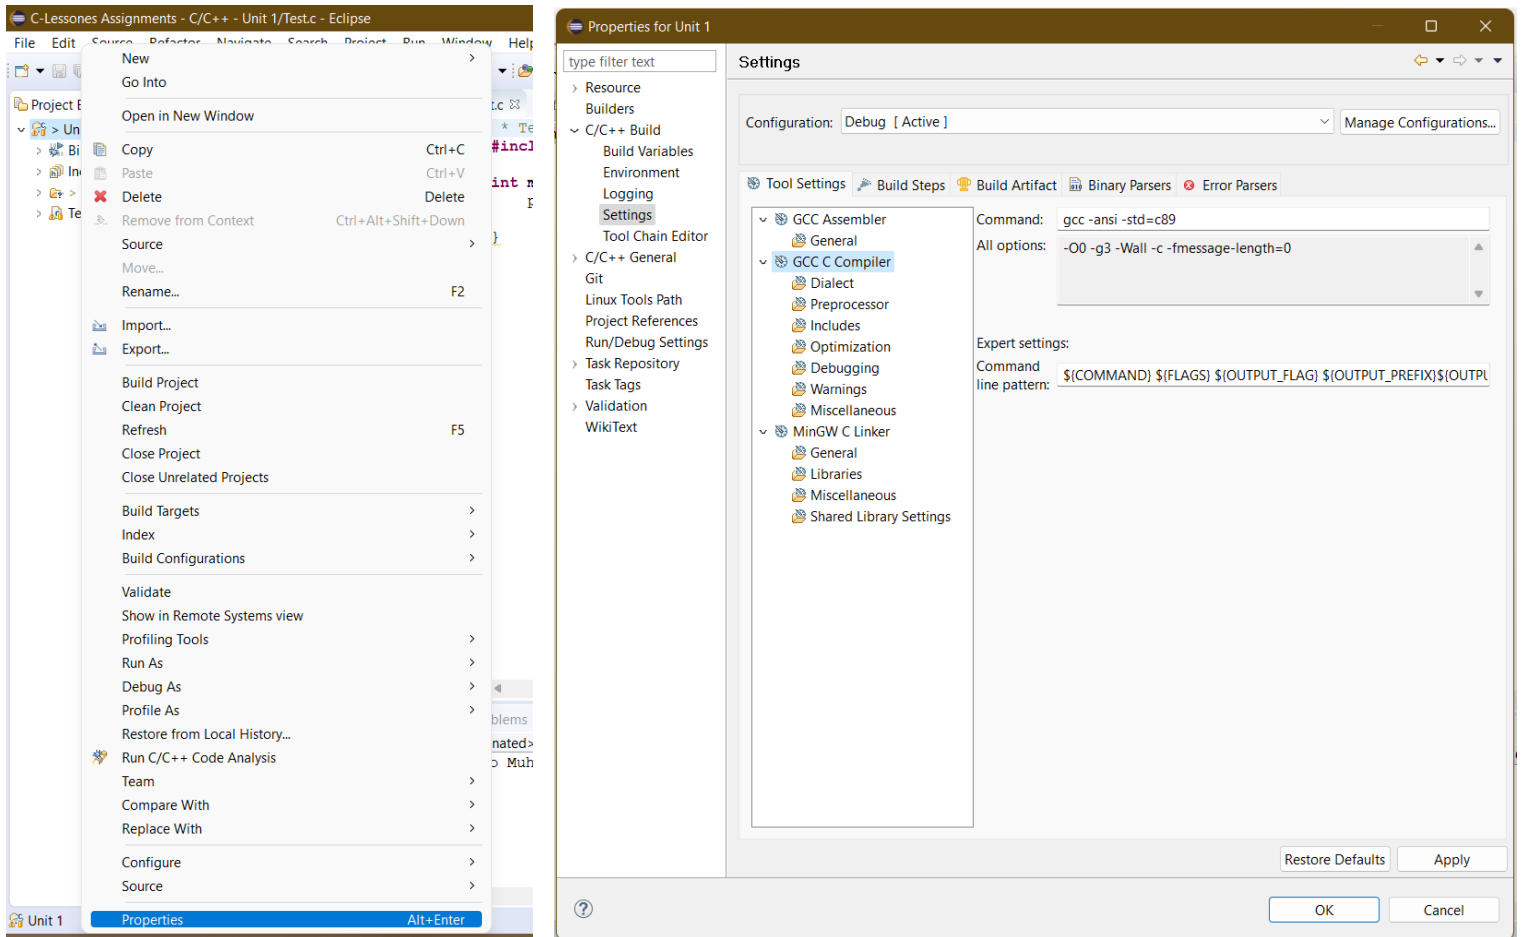 C-Lessones Assignments - C/C++ - Unit 1/Test.c - Eclipse
File Edit Source Refactor Navigate Search Project Run Window Help
Project E
> Un
Bi
In
>
Te
New
Go Into
Open in New Window
Copy Ctrl+C
Paste Ctrl+V
Delete Delete
Remove from Context Ctrl+Alt+Shift+Down
Source
Move...
Rename... F2
Import...
Export...
Build Project
Clean Project
Refresh F5
Close Project
Close Unrelated Projects
Build Targets
Index
Build Configurations
Validate
Show in Remote Systems view
Profiling Tools
Run As
Debug As
Profile As
Restore from Local History...
Run C/C++ Code Analysis
Team
Compare With
Replace With
Configure
Source
Properties Alt+Enter
t.c
* Te
#incl
int m
p
}
blems
nated>
o Muh
Unit 1
Properties for Unit 1
type filter text
Resource
Builders
C/C++ Build
Build Variables
Environment
Logging
Settings
Tool Chain Editor
C/C++ General
Git
Linux Tools Path
Project References
Run/Debug Settings
Task Repository
Task Tags
Validation
WikiText
Settings
Configuration: Debug [ Active ] Manage Configurations...
Tool Settings Build Steps Build Artifact Binary Parsers Error Parsers
GCC Assembler
General
GCC C Compiler
Dialect
Preprocessor
Includes
Optimization
Debugging
Warnings
Miscellaneous
MinGW C Linker
General
Libraries
Miscellaneous
Shared Library Settings
Command: gcc -ansi -std=c89
All options: -O0 -g3 -Wall -c -fmessage-length=0
Expert settings:
Command
line pattern: ${COMMAND} ${FLAGS} ${OUTPUT_FLAG} ${OUTPUT_PREFIX}${OUTPU
Restore Defaults Apply
? OK Cancel